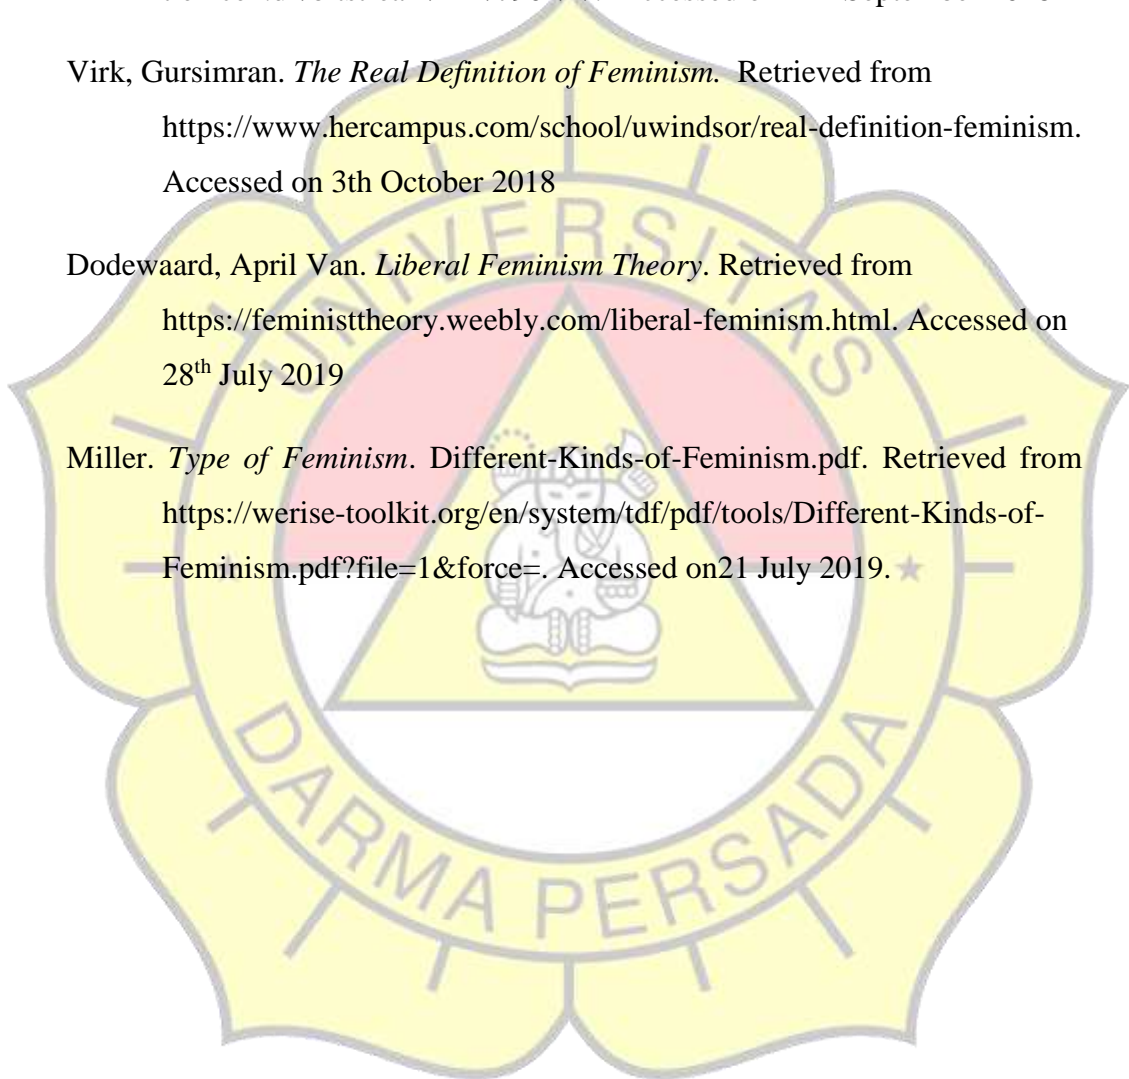 Virk, Gursimran. The Real Definition of Feminism. Retrieved from
https://www.hercampus.com/school/uwindsor/real-definition-feminism.
Accessed on 3th October 2018
Dodewaard, April Van. Liberal Feminism Theory. Retrieved from
https://feministtheory.weebly.com/liberal-feminism.html. Accessed on
28th July 2019
Miller. Type of Feminism. Different-Kinds-of-Feminism.pdf. Retrieved from
https://werise-toolkit.org/en/system/tdf/pdf/tools/Different-Kinds-of-
Feminism.pdf?file=1&force=. Accessed on21 July 2019.
UNIVERSITAS
DARMA PERSADA